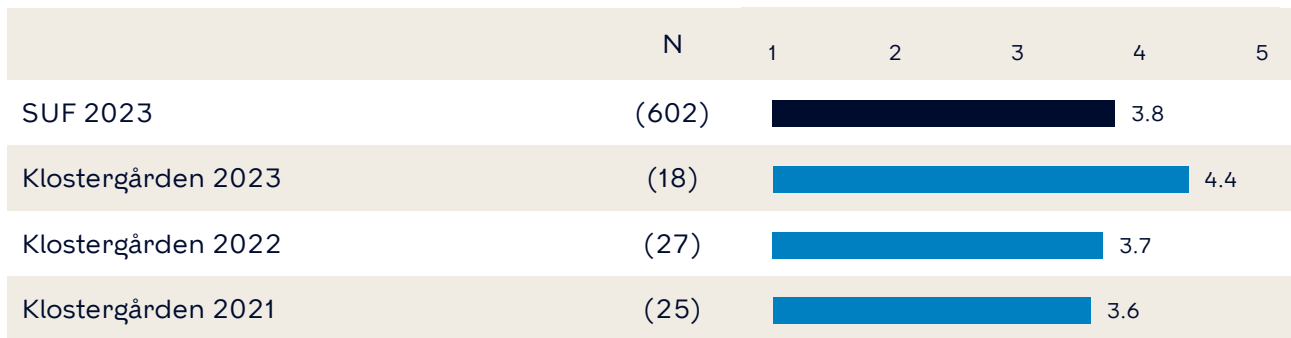 N 1 2 3 4 5
SUF 2023 (602) 3.8
Klostergården 2023 (18) 4.4
Klostergården 2022 (27) 3.7
Klostergården 2021 (25) 3.6